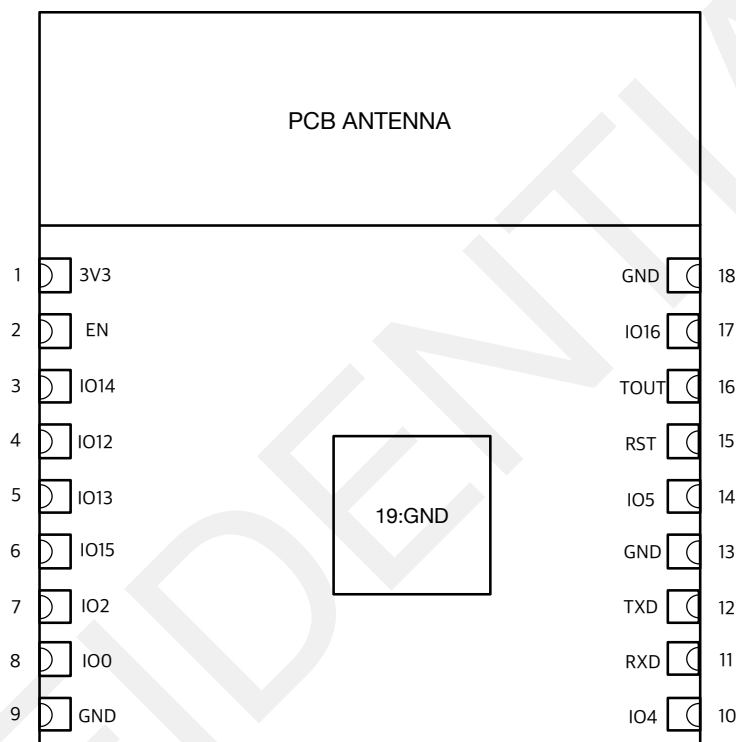 PCB ANTENNA
1 3V3 GND 18
2 EN IO16 17
3 IO14 TOUT 16
4 IO12 RST 15
5 IO13 IO5 14
19:GND
6 IO15 GND 13
7 IO2 TXD 12
8 IO0 RXD 11
9 GND IO4 10